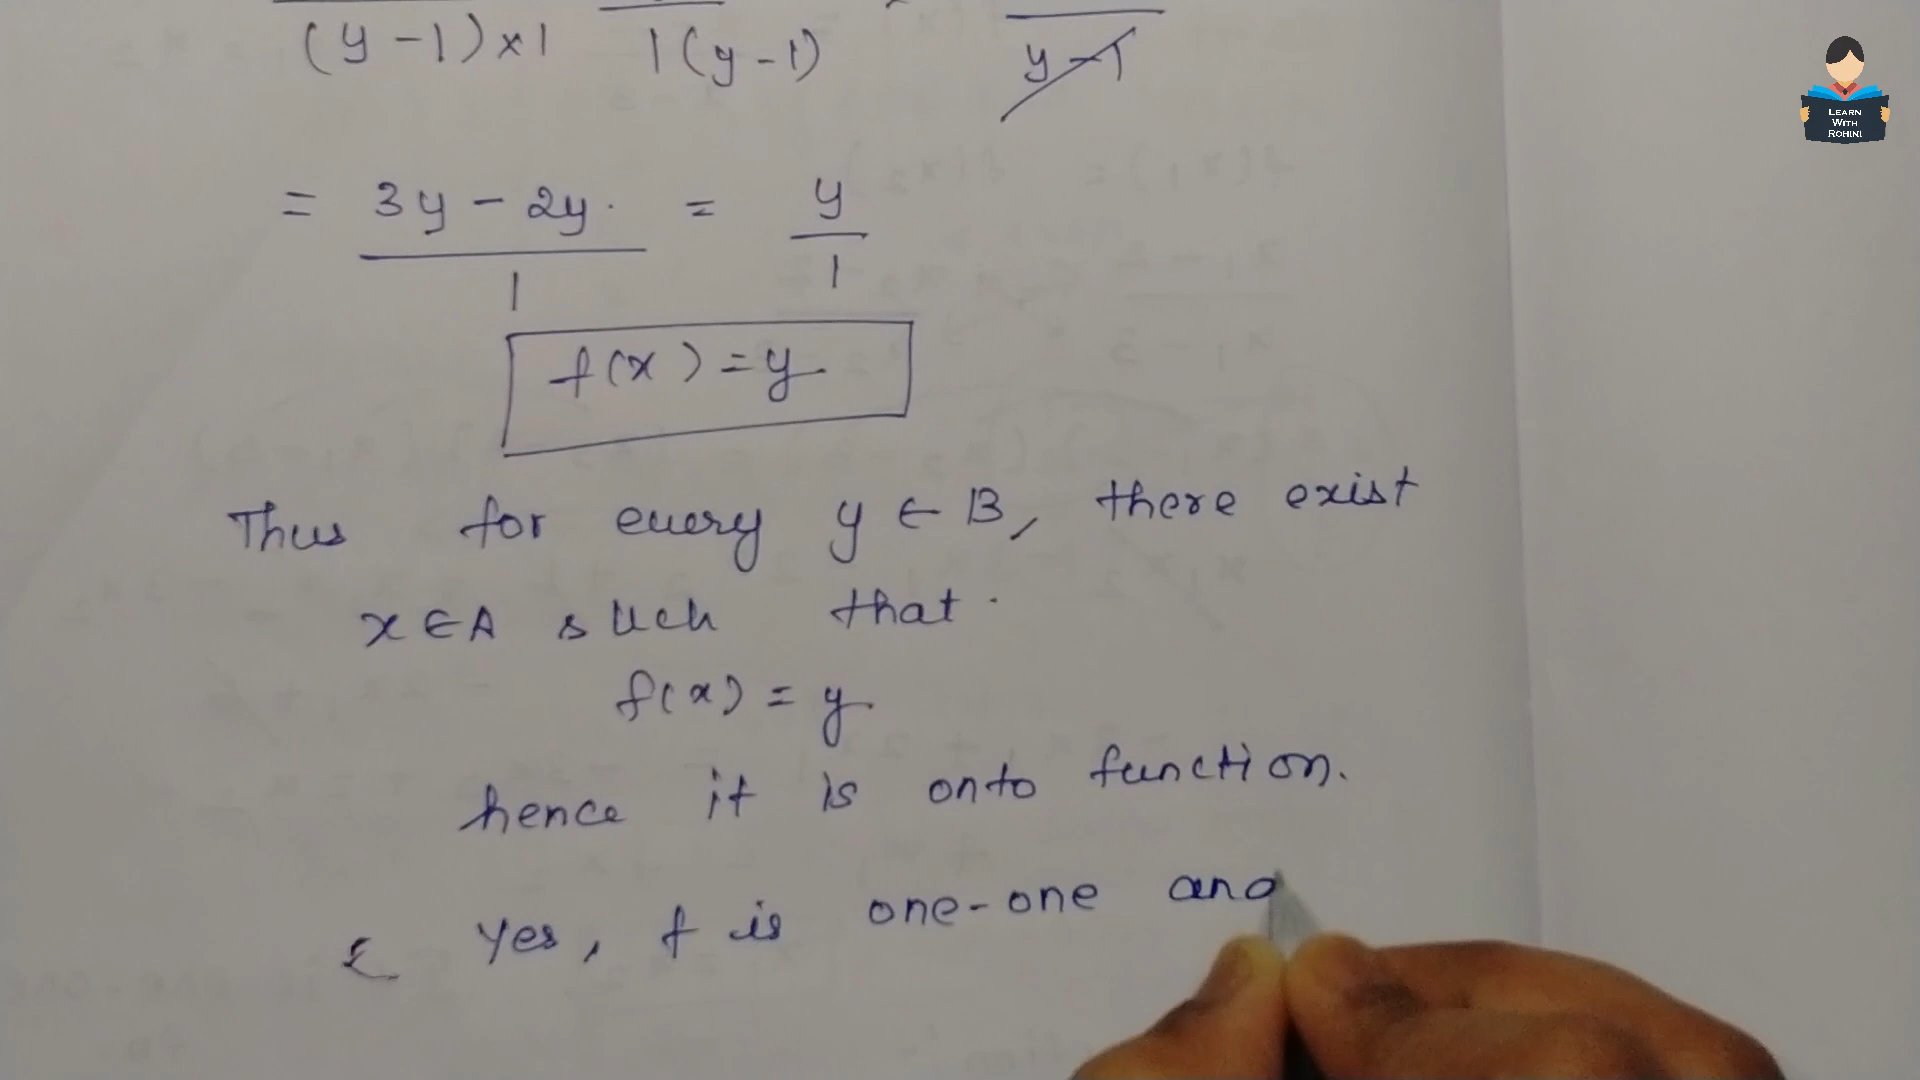 (y-1)×1 1(y-1) y-1
= 3y - 2y. = y
1 1
f(x) = y
Thus for every y ∈ B, there exist
x ∈ A such that.
f(x) = y
hence it is onto function.
Yes, f is one-one and
LEARN
WITH
ROHINI